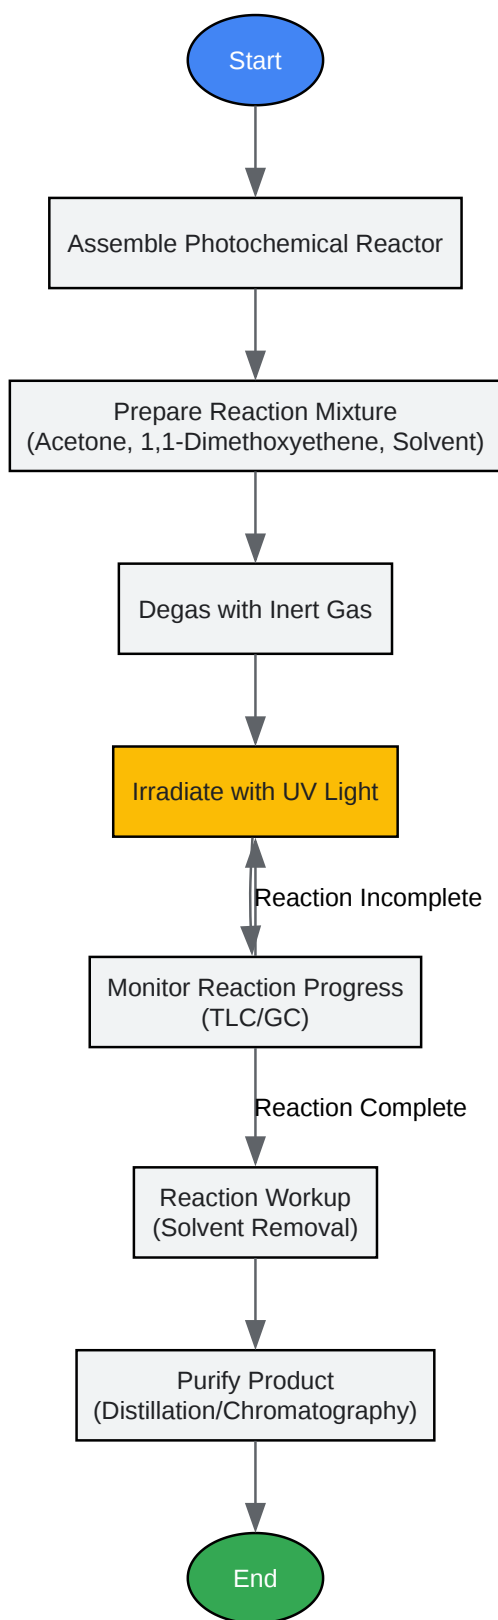 Start
Assemble Photochemical Reactor
Prepare Reaction Mixture
(Acetone, 1,1-Dimethoxyethene, Solvent)
Degas with Inert Gas
Irradiate with UV Light
Reaction Incomplete
Monitor Reaction Progress
(TLC/GC)
Reaction Complete
Reaction Workup
(Solvent Removal)
Purify Product
(Distillation/Chromatography)
End